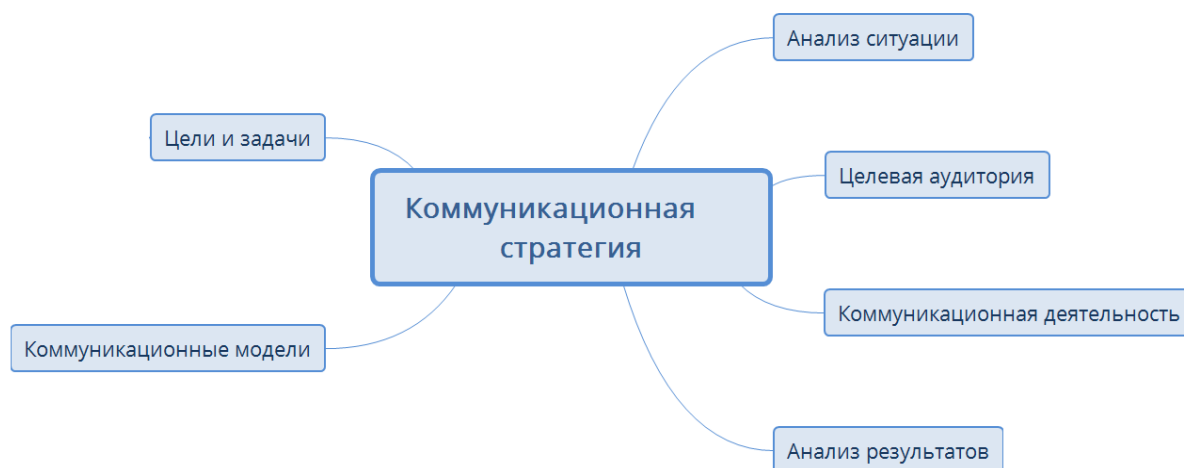 Анализ ситуации
Цели и задачи
Целевая аудитория
Коммуникационная
стратегия
Коммуникационная деятельность
Коммуникационные модели
Анализ результатов